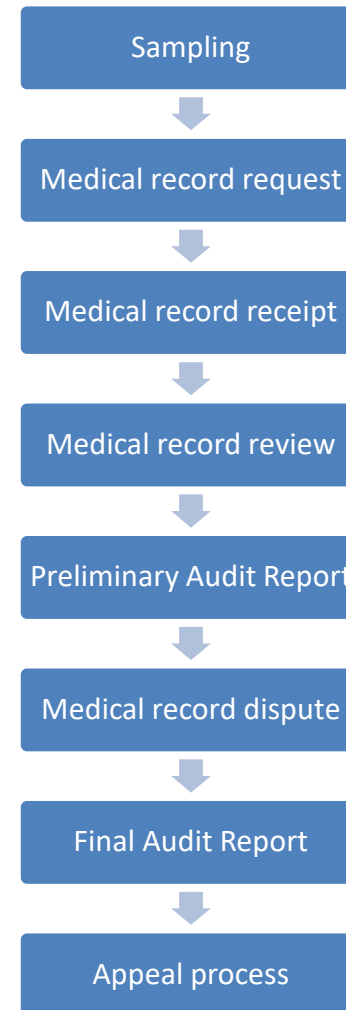 Sampling
Medical record request
Medical record receipt
Medical record review
Preliminary Audit Report
Medical record dispute
Final Audit Report
Appeal process